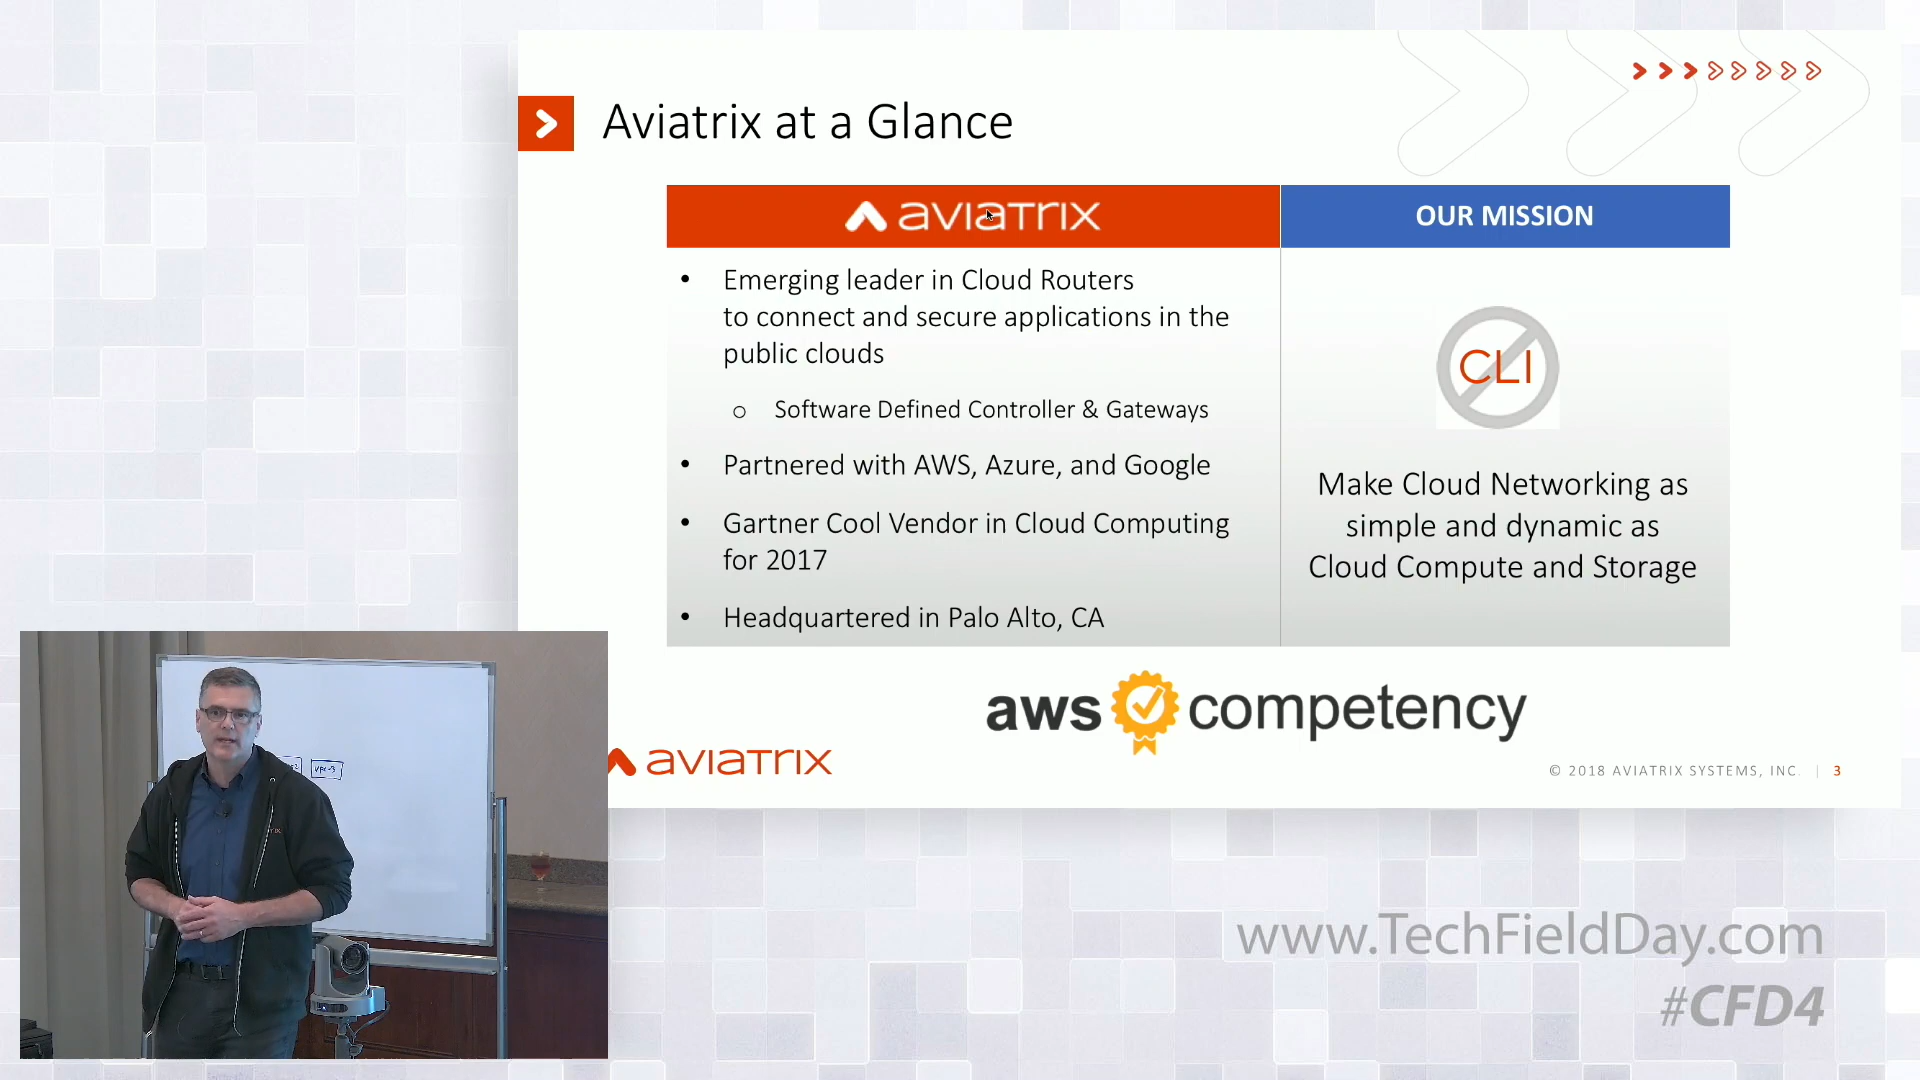 Aviatrix at a Glance
aviatrix
OUR MISSION
• Emerging leader in Cloud Routers
to connect and secure applications in the
public clouds
o Software Defined Controller & Gateways
• Partnered with AWS, Azure, and Google
• Gartner Cool Vendor in Cloud Computing
for 2017
• Headquartered in Palo Alto, CA
CLI
Make Cloud Networking as
simple and dynamic as
Cloud Compute and Storage
aws competency
aviatrix
© 2018 AVIATRIX SYSTEMS, INC. | 3
www.TechFieldDay.com
#CFD4